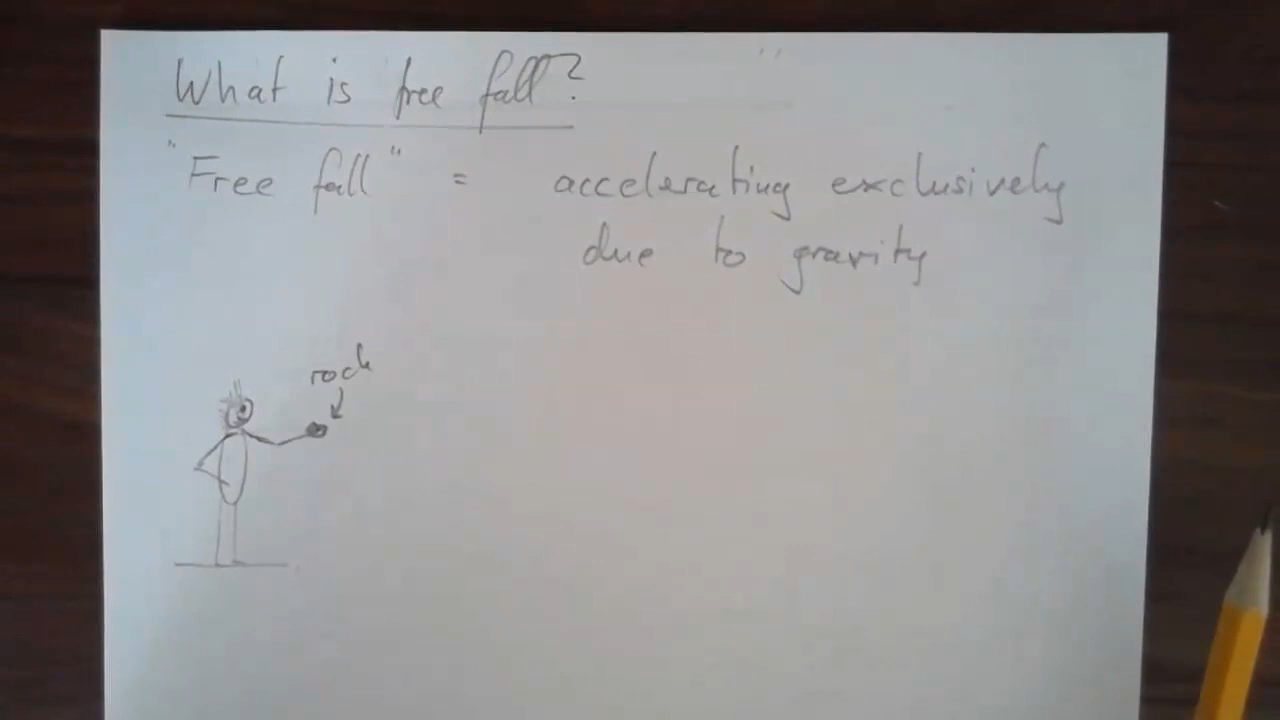 What is free fall?
"Free fall" = accelerating exclusively
due to gravity
rock